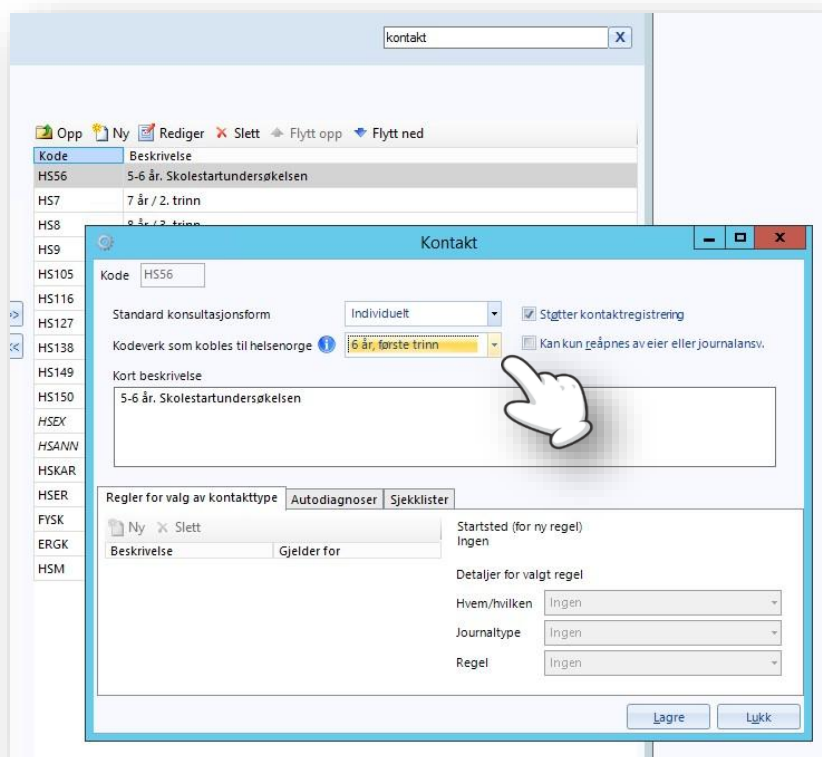 kontakt X
Opp Ny Rediger Slett Flytt opp Flytt ned
Kode Beskrivelse
HS56 5-6 år. Skolestartundersøkelsen
HS7 7 år / 2. trinn
HS8 8 år / 3. trinn
HS9
HS105
HS116
HS127
HS138
HS149
HS150
HSEX
HSANN
HSKAR
HSER
FYSK
ERGK
HSM
>>
<<
Kontakt
Kode HS56
Standard konsultasjonsform Individuelt Støtter kontaktregistrering
Kodeverk som kobles til helsenorge 6 år, første trinn Kan kun reåpnes av eier eller journalansv.
Kort beskrivelse
5-6 år. Skolestartundersøkelsen
Regler for valg av kontakttype Autodiagnoser Sjekklister
Ny Slett
Beskrivelse Gjelder for
Startsted (for ny regel)
Ingen
Detaljer for valgt regel
Hvem/hvilken Ingen
Journaltype Ingen
Regel Ingen
Lagre Lukk